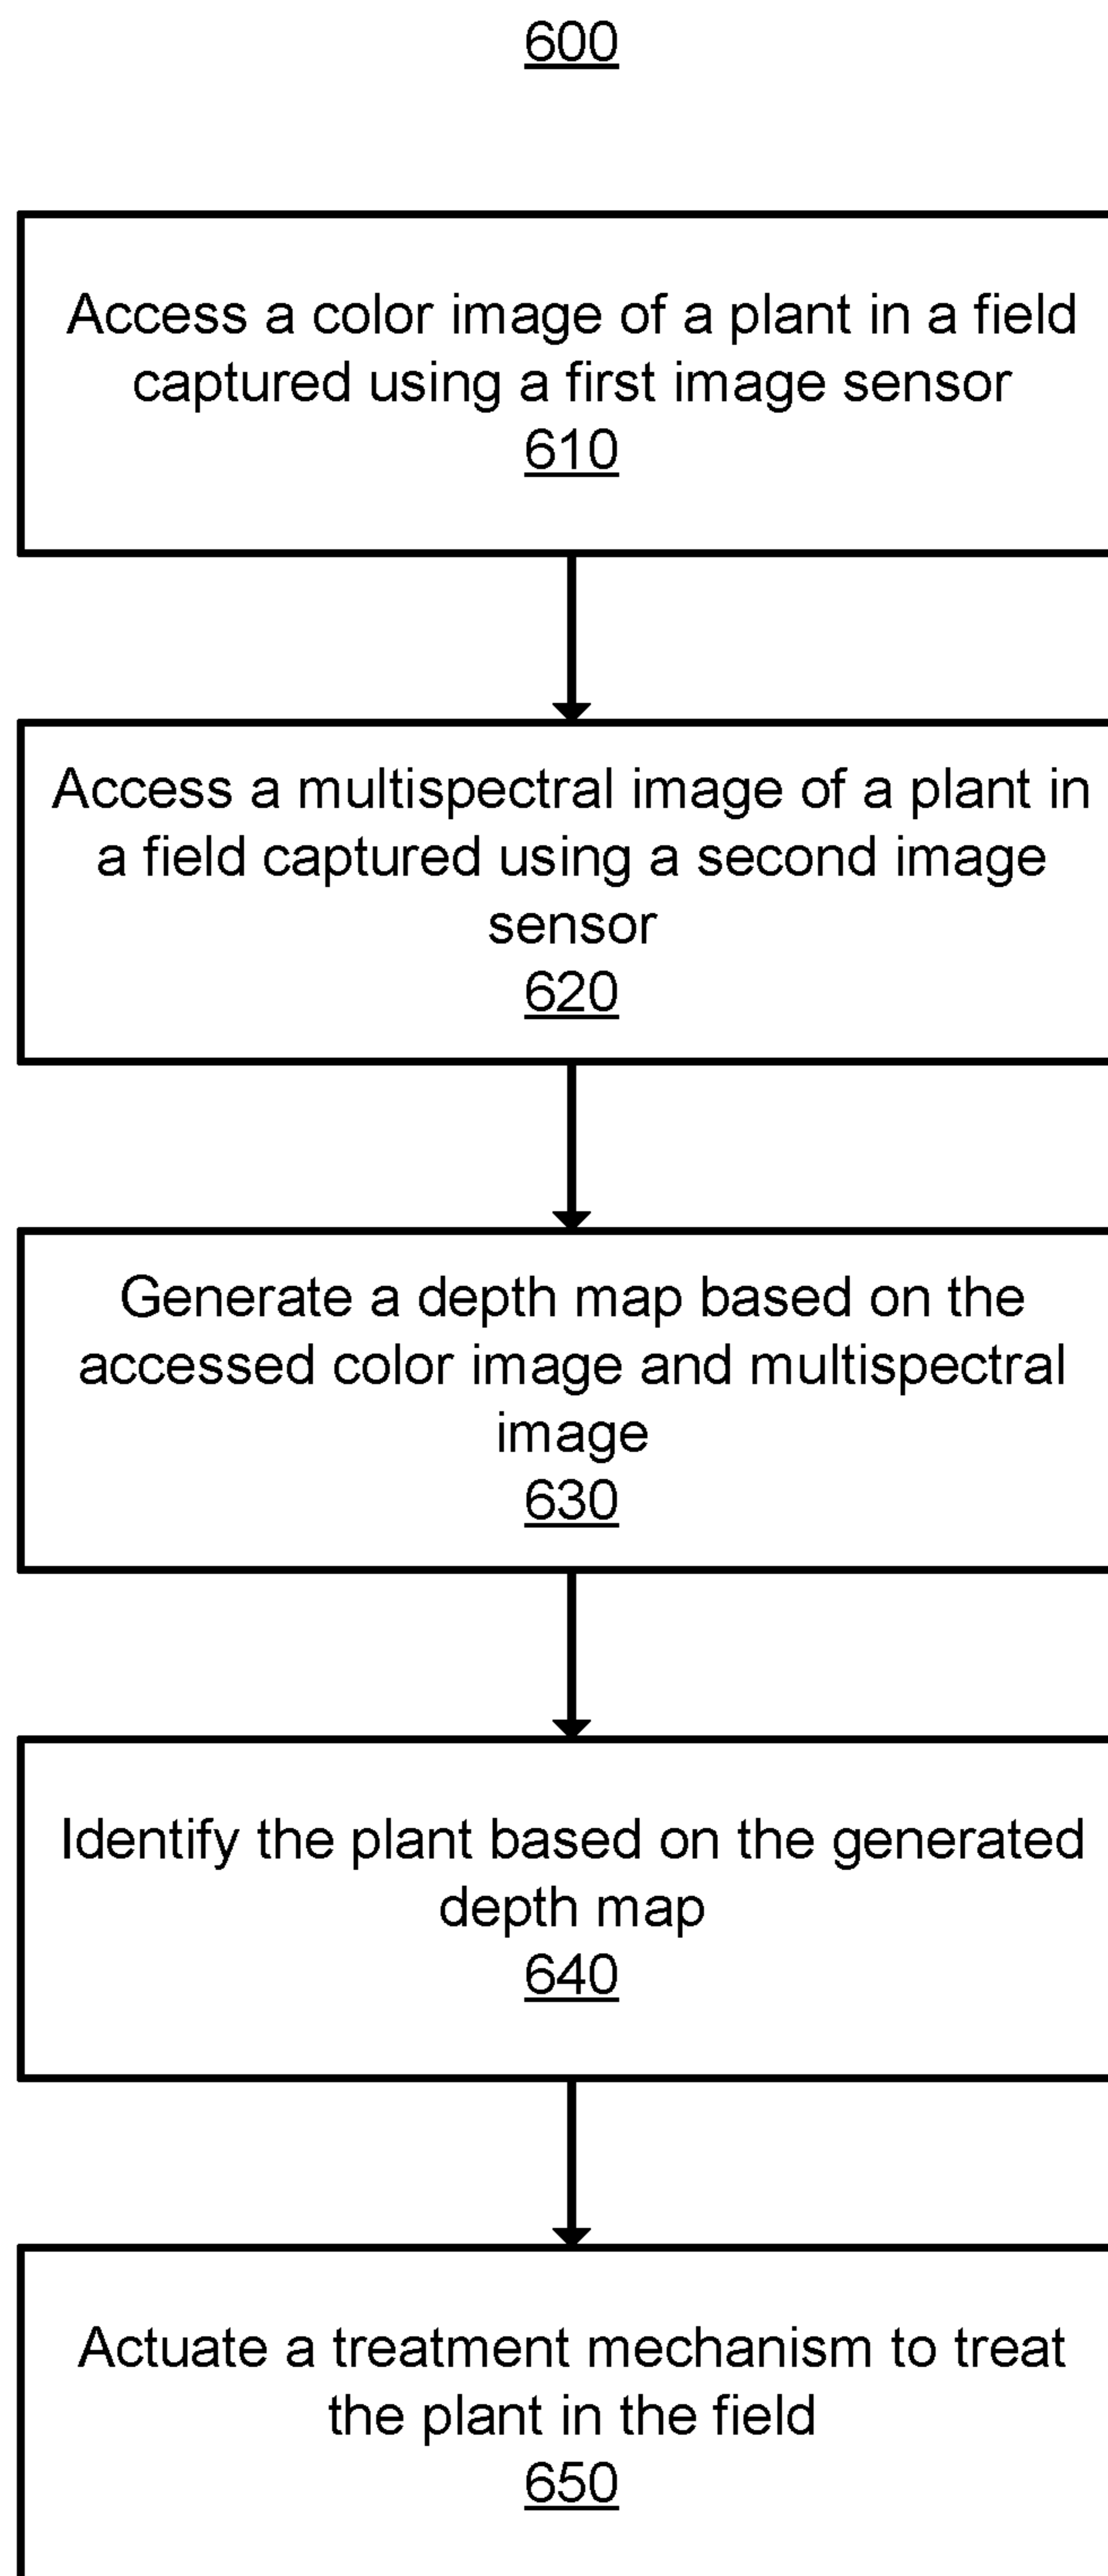 600
Access a color image of a plant in a field
captured using a first image sensor
610
Access a multispectral image of a plant in
a field captured using a second image
sensor
620
Generate a depth map based on the
accessed color image and multispectral
image
630
Identify the plant based on the generated
depth map
640
Actuate a treatment mechanism to treat
the plant in the field
650